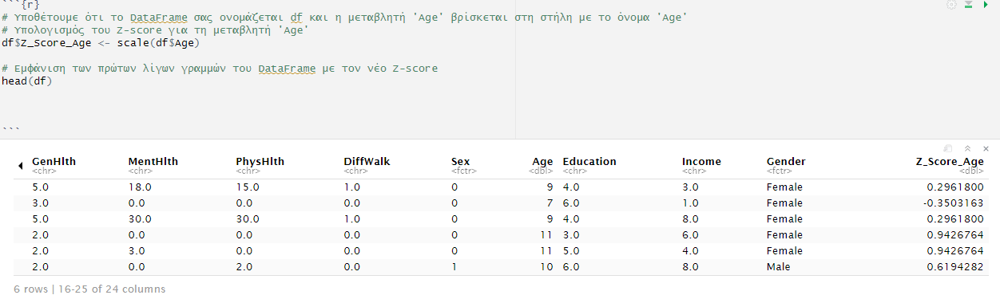 ```{r}
# Υποθέτουμε ότι το DataFrame σας ονομάζεται df και η μεταβλητή 'Age' βρίσκεται στη στήλη με το όνομα 'Age'
# Υπολογισμός του Z-score για τη μεταβλητή 'Age'
df$Z_Score_Age <- scale(df$Age)
# Εμφάνιση των πρώτων λίγων γραμμών του DataFrame με τον νέο Z-score
head(df)
```
GenHlth MentHlth PhysHlth DiffWalk Sex Age Education Income Gender Z_Score_Age
<chr> <chr> <chr> <chr> <fctr> <dbl> <chr> <chr> <fctr> <dbl>
5.0 18.0 15.0 1.0 0 9 4.0 3.0 Female 0.2961800
3.0 0.0 0.0 0.0 0 7 6.0 1.0 Female -0.3503163
5.0 30.0 30.0 1.0 0 9 4.0 8.0 Female 0.2961800
2.0 0.0 0.0 0.0 0 11 3.0 6.0 Female 0.9426764
2.0 3.0 0.0 0.0 0 11 5.0 4.0 Female 0.9426764
2.0 0.0 2.0 0.0 1 10 6.0 8.0 Male 0.6194282
6 rows | 16-25 of 24 columns